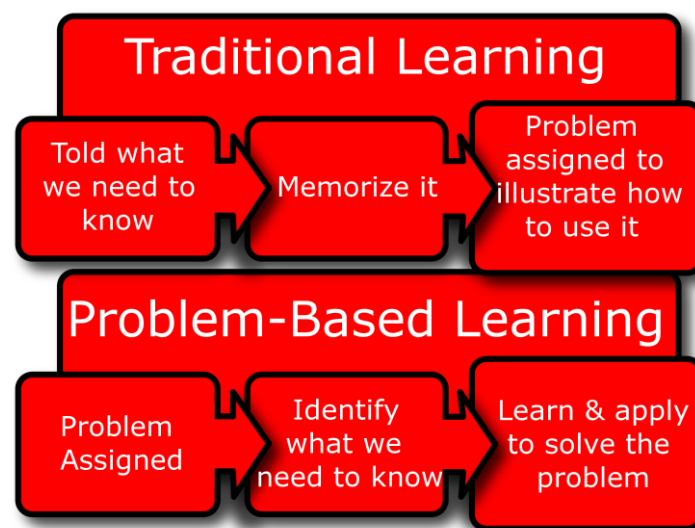 Traditional Learning
Told what
we need to
know
Memorize it
Problem
assigned to
illustrate how
to use it
Problem-Based Learning
Problem
Assigned
Identify
what we
need to know
Learn & apply
to solve the
problem